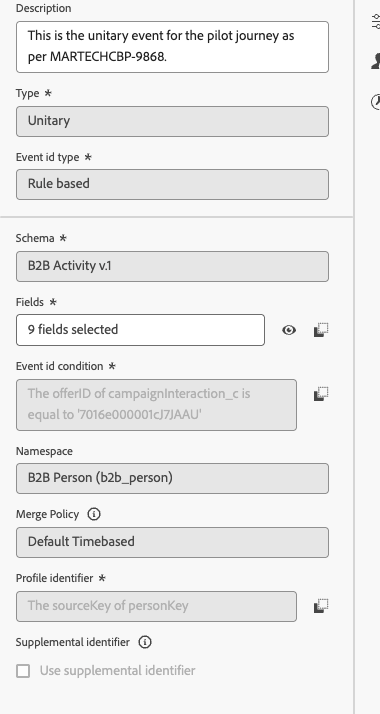 Description
This is the unitary event for the pilot journey as
per MARTECHCBP-9868.
Type *
Unitary
Event id type *
Rule based
Schema *
B2B Activity v.1
Fields *
9 fields selected
Event id condition *
The offerID of campaignInteraction_c is
equal to '7016e000001cJ7JAAU'
Namespace
B2B Person (b2b_person)
Merge Policy
Default Timebased
Profile identifier *
The sourceKey of personKey
Supplemental identifier
Use supplemental identifier